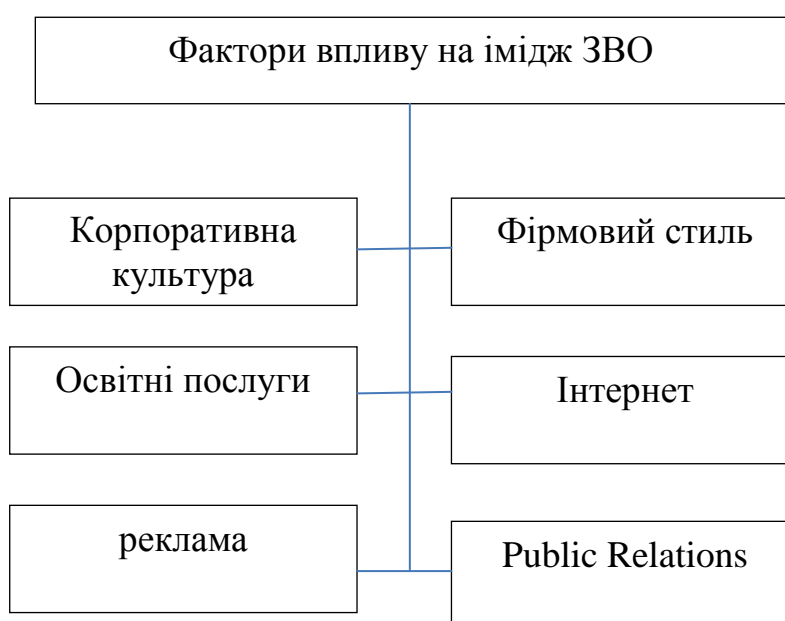 Фактори впливу на імідж ЗВО
Корпоративна
культура
Фірмовий стиль
Освітні послуги
Інтернет
реклама
Public Relations